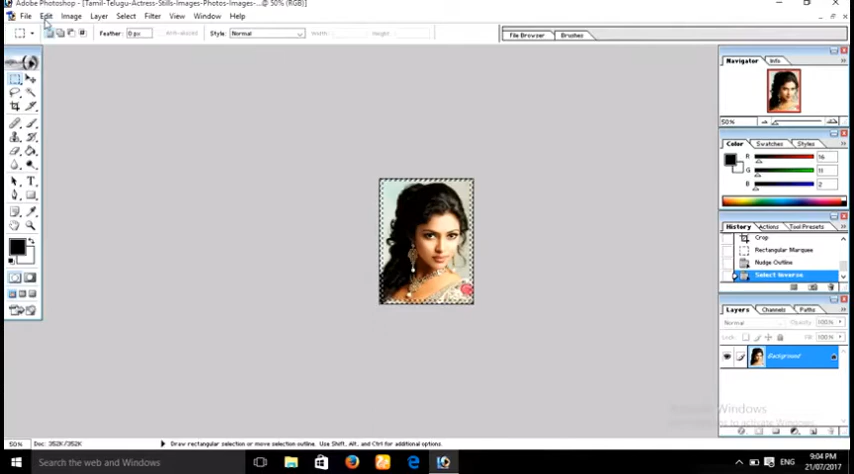 Adobe Photoshop - [Tamil-Telugu-Actress-Stills-Images-Photos-Images-...@ 50% (RGB)]
File Edit Image Layer Select Filter View Window Help
Feather: 0 px Anti-aliased Style: Normal Width: Height:
File Browser Brushes
Navigator Info
50%
Color Swatches Styles
R 16
G 11
B 2
History Actions Tool Presets
Crop
Rectangular Marquee
Nudge Outline
Select Inverse
Layers Channels Paths
Normal Opacity: 100%
Lock: Fill: 100%
Background
Activate Windows
50% Doc: 352K/352K Draw rectangular selection or move selection outline. Use Shift, Alt, and Ctrl for additional options.
Search the web and Windows
ENG
9:04 PM
21/07/2017